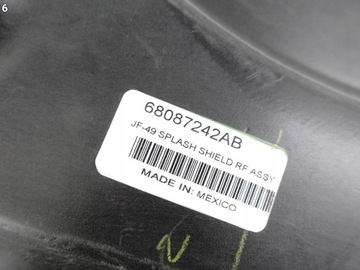 6
68087242AB
JF-49 SPLASH SHIELD RF ASSY
MADE IN: MEXICO
N